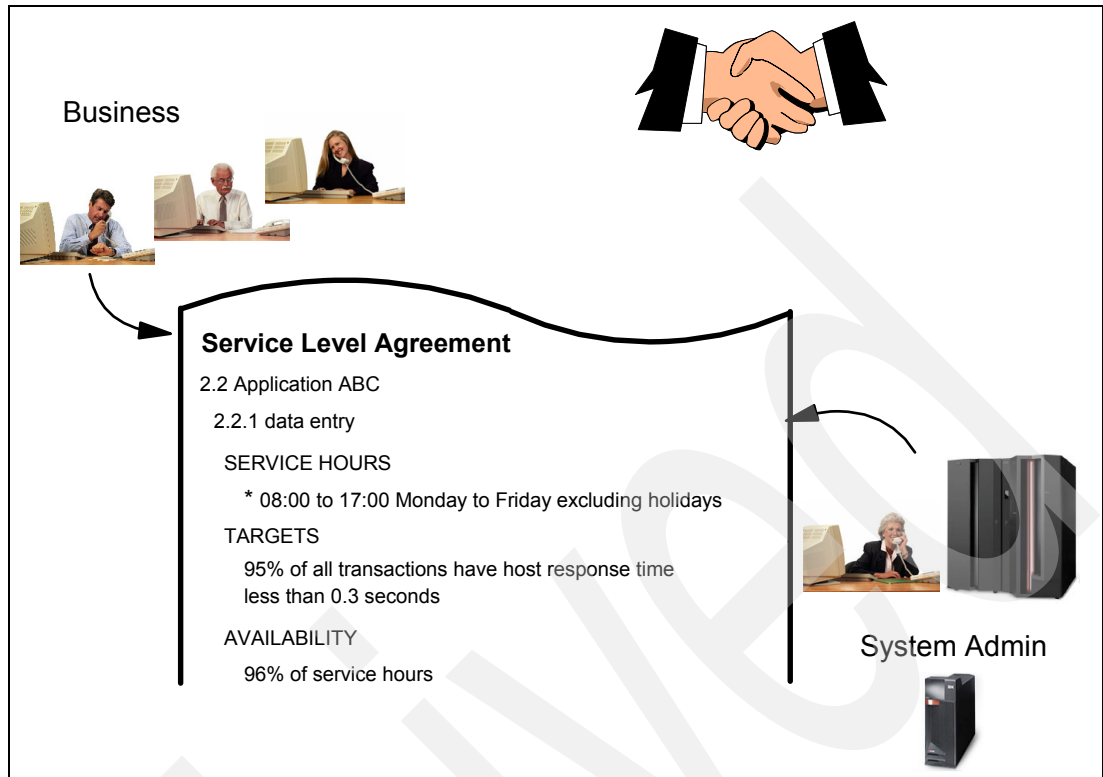 Business
Service Level Agreement
2.2 Application ABC
2.2.1 data entry
SERVICE HOURS
* 08:00 to 17:00 Monday to Friday excluding holidays
TARGETS
95% of all transactions have host response time
less than 0.3 seconds
AVAILABILITY
96% of service hours
System Admin